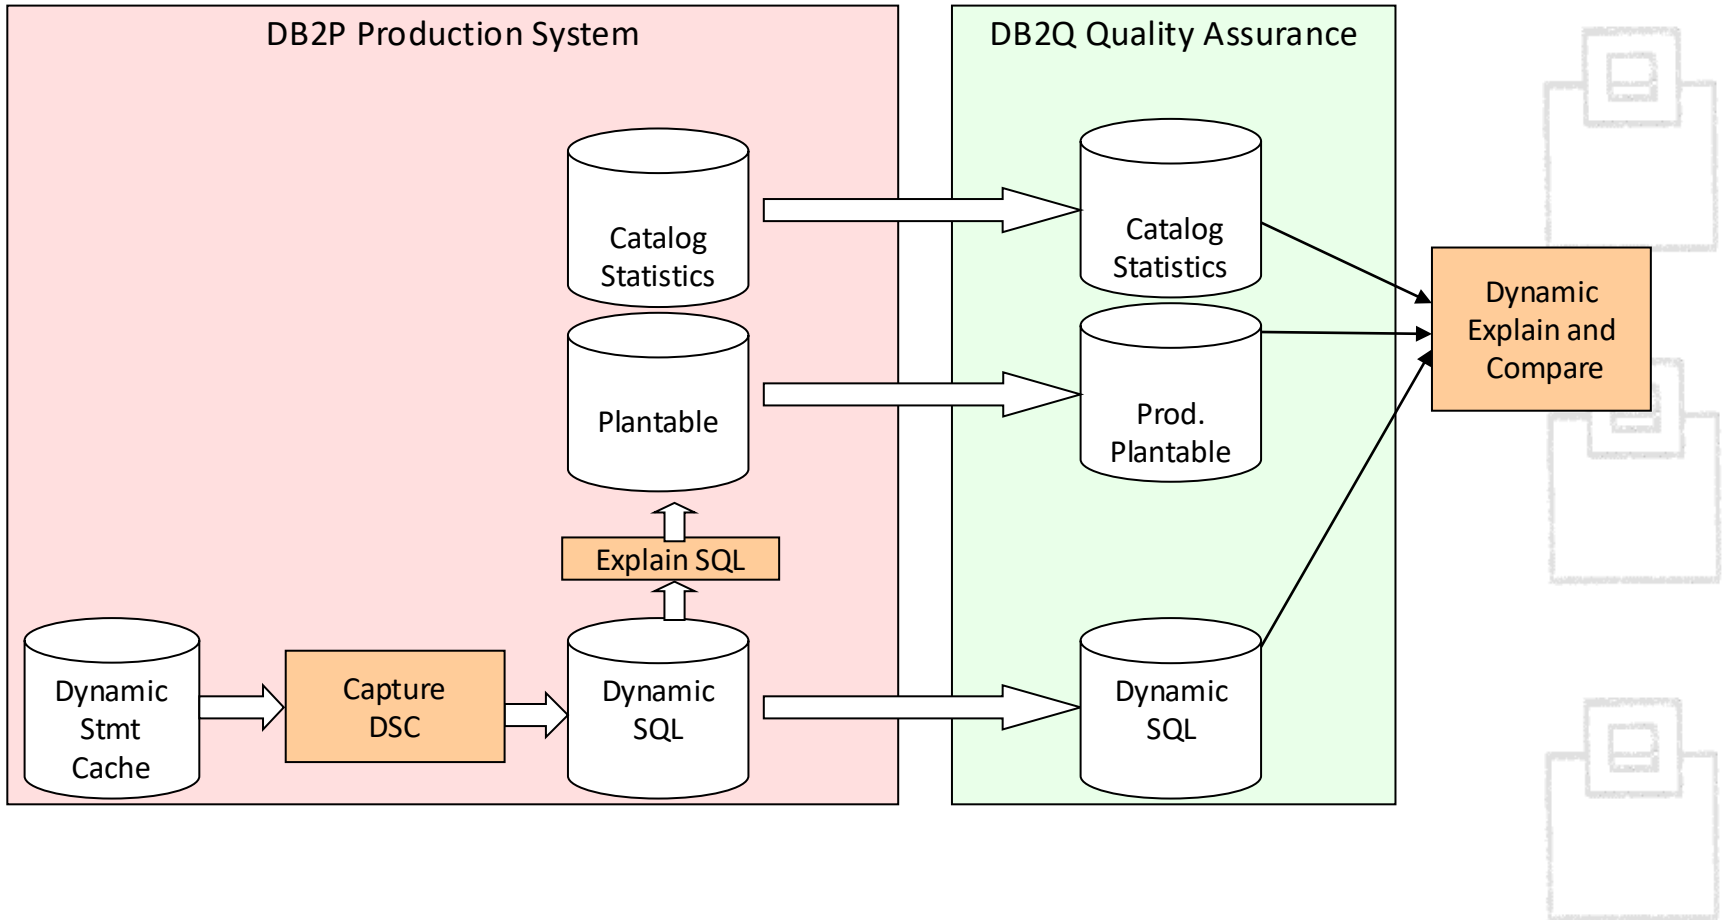 DB2P Production System
DB2Q Quality Assurance
Catalog
Statistics
Catalog
Statistics
Dynamic
Explain and
Compare
Plantable
Prod.
Plantable
Explain SQL
Dynamic
Stmt
Cache
Capture
DSC
Dynamic
SQL
Dynamic
SQL